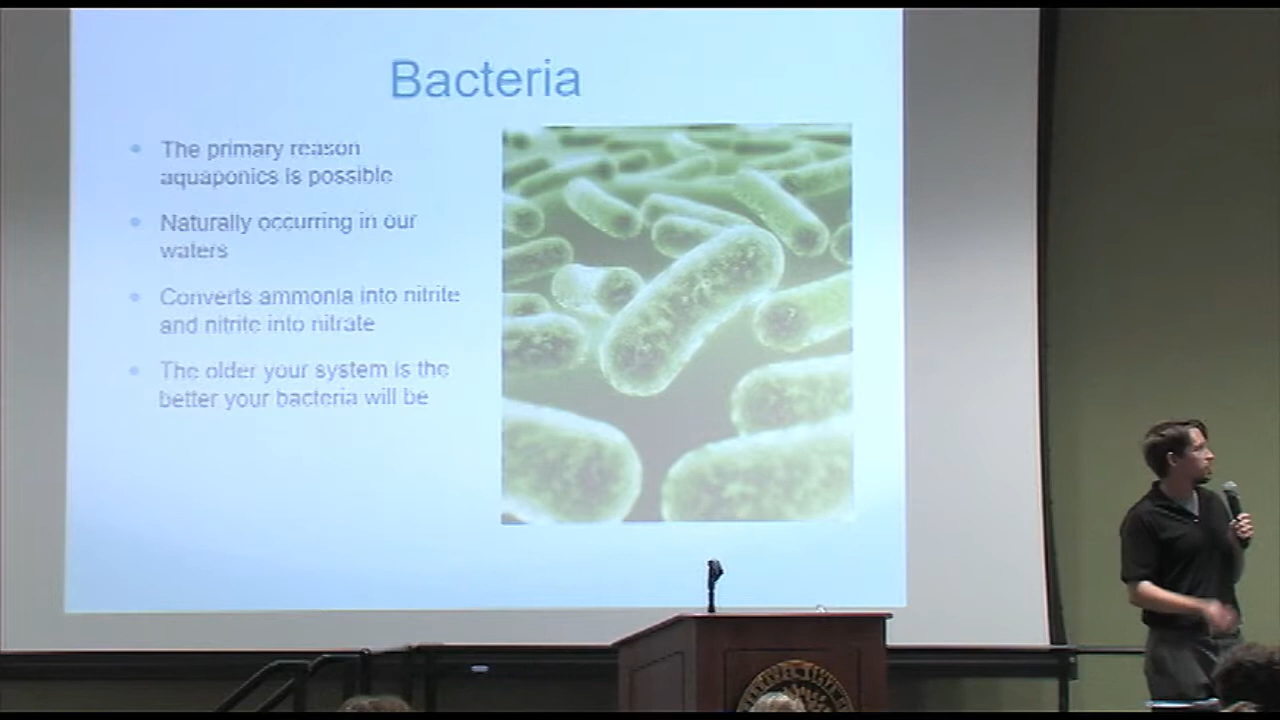 Bacteria
The primary reason
aquaponics is possible
Naturally occurring in our
waters
Converts ammonia into nitrite
and nitrite into nitrate
The older your system is the
better your bacteria will be